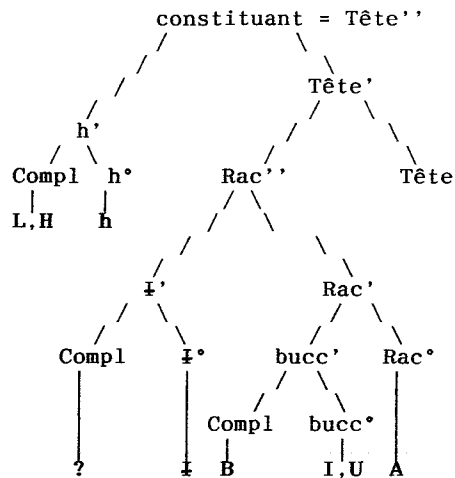 constituant = Tête''
Tête'
h'
Compl h° Rac'' Tête
L,H h
Ɨ' Rac'
Compl Ɨ° bucc' Rac°
Compl bucc°
? Ɨ B I,U A